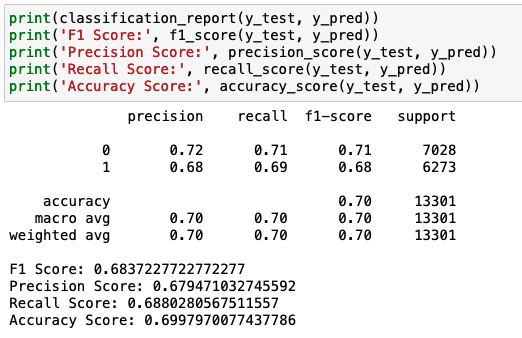 print(classification_report(y_test, y_pred))
print('F1 Score:', f1_score(y_test, y_pred))
print('Precision Score:', precision_score(y_test, y_pred))
print('Recall Score:', recall_score(y_test, y_pred))
print('Accuracy Score:', accuracy_score(y_test, y_pred))
precision recall f1-score support
0 0.72 0.71 0.71 7028
1 0.68 0.69 0.68 6273
accuracy 0.70 13301
macro avg 0.70 0.70 0.70 13301
weighted avg 0.70 0.70 0.70 13301
F1 Score: 0.6837227722772277
Precision Score: 0.679471032745592
Recall Score: 0.6880280567511557
Accuracy Score: 0.6997970077437786